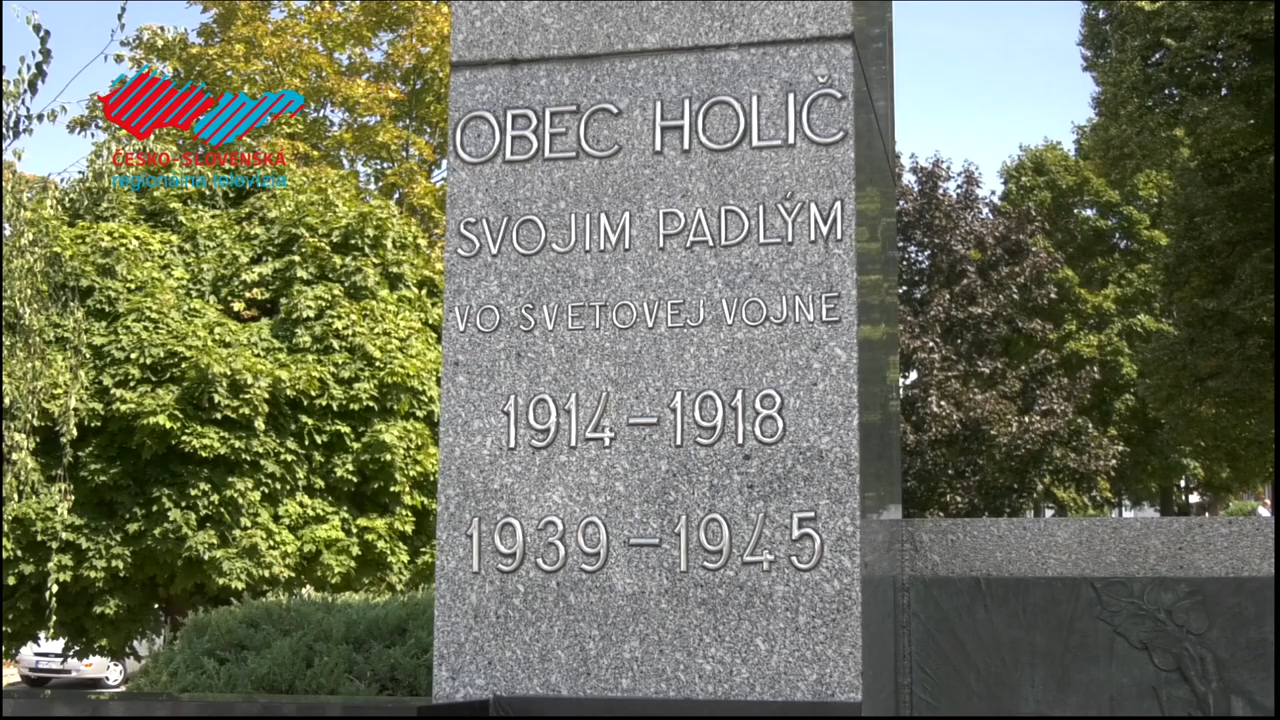 ČESKO-SLOVENSKÁ
regionálna televízia
OBEC HOLIČ
SVOJIM PADLÝM
VO SVETOVEJ VOJNE
1914-1918
1939-1945